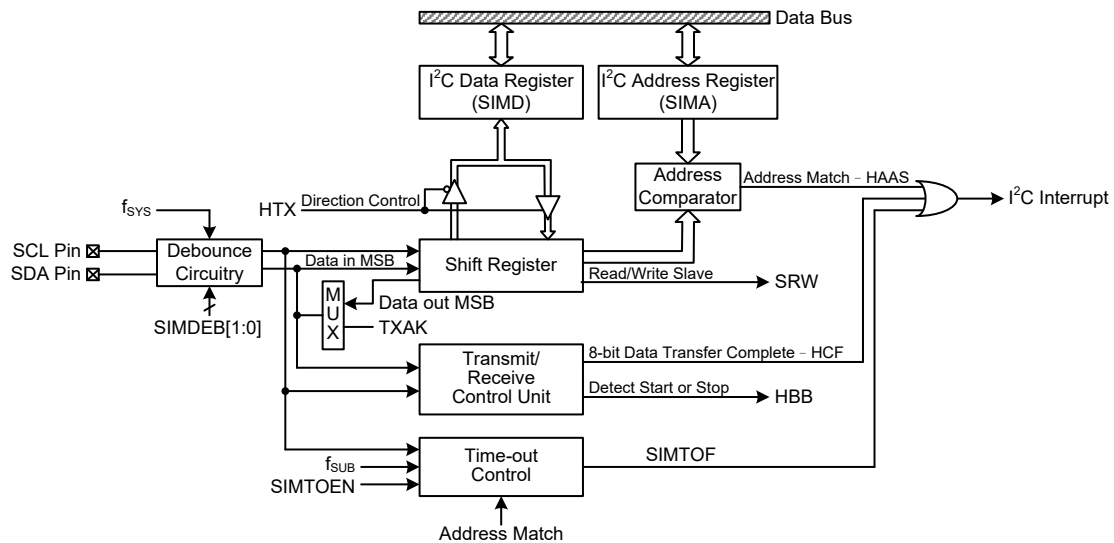 Data Bus
I²C Data Register
(SIMD)
I²C Address Register
(SIMA)
Address
Comparator
Address Match – HAAS
I²C Interrupt
HTX
Direction Control
fSYS
SCL Pin
SDA Pin
Debounce
Circuitry
SIMDEB[1:0]
Data in MSB
Shift Register
Read/Write Slave
SRW
MUX
Data out MSB
TXAK
Transmit/
Receive
Control Unit
8-bit Data Transfer Complete – HCF
Detect Start or Stop
HBB
fSUB
SIMTOEN
Time-out
Control
SIMTOF
Address Match